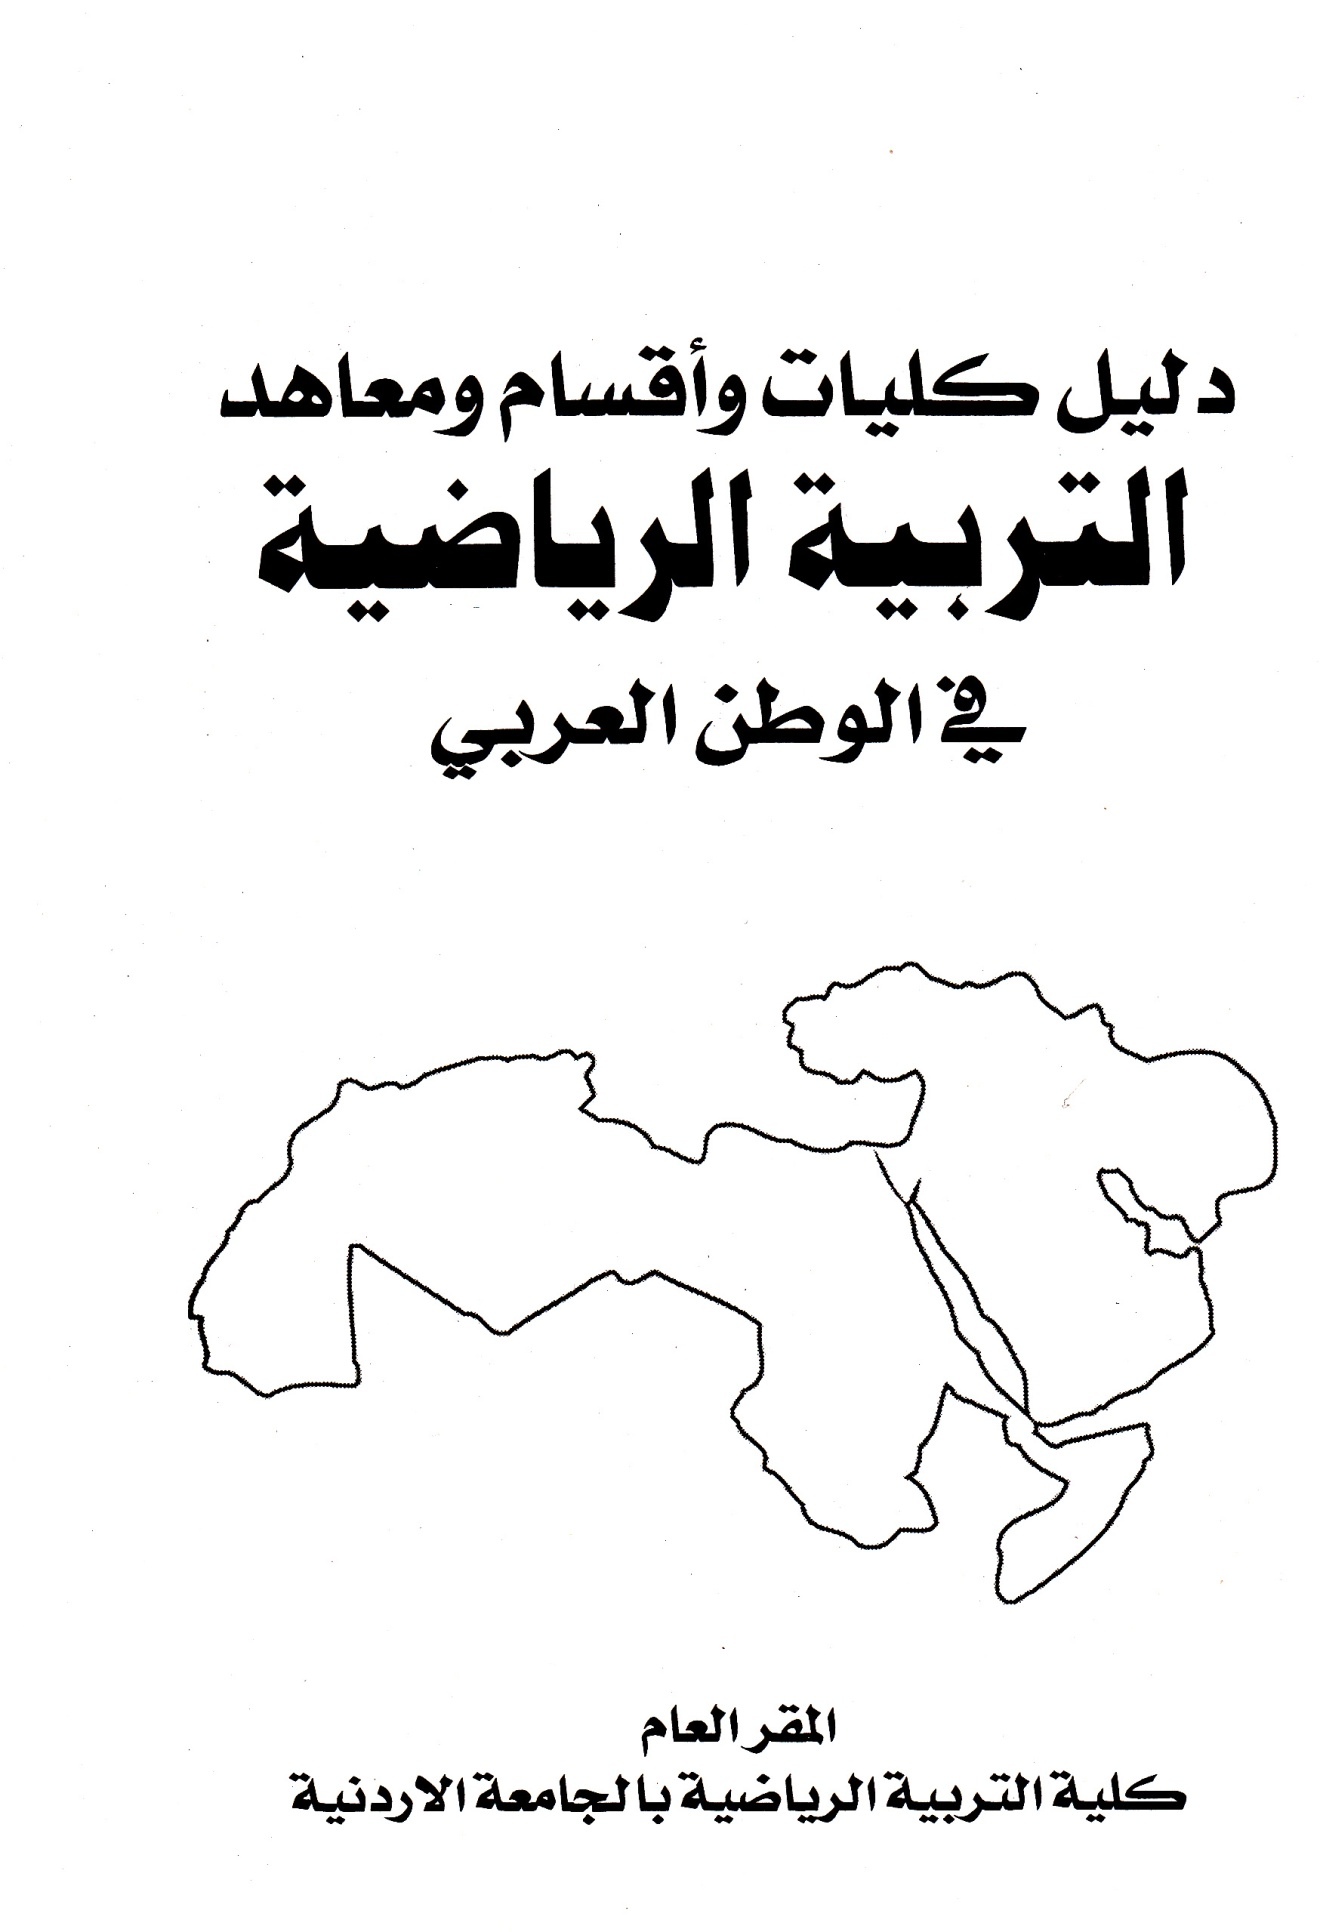 دليل كليات وأقسام ومعاهد
التربية الرياضية
في الوطن العربي
المقر العام
كلية التربية الرياضية بالجامعة الاردنية